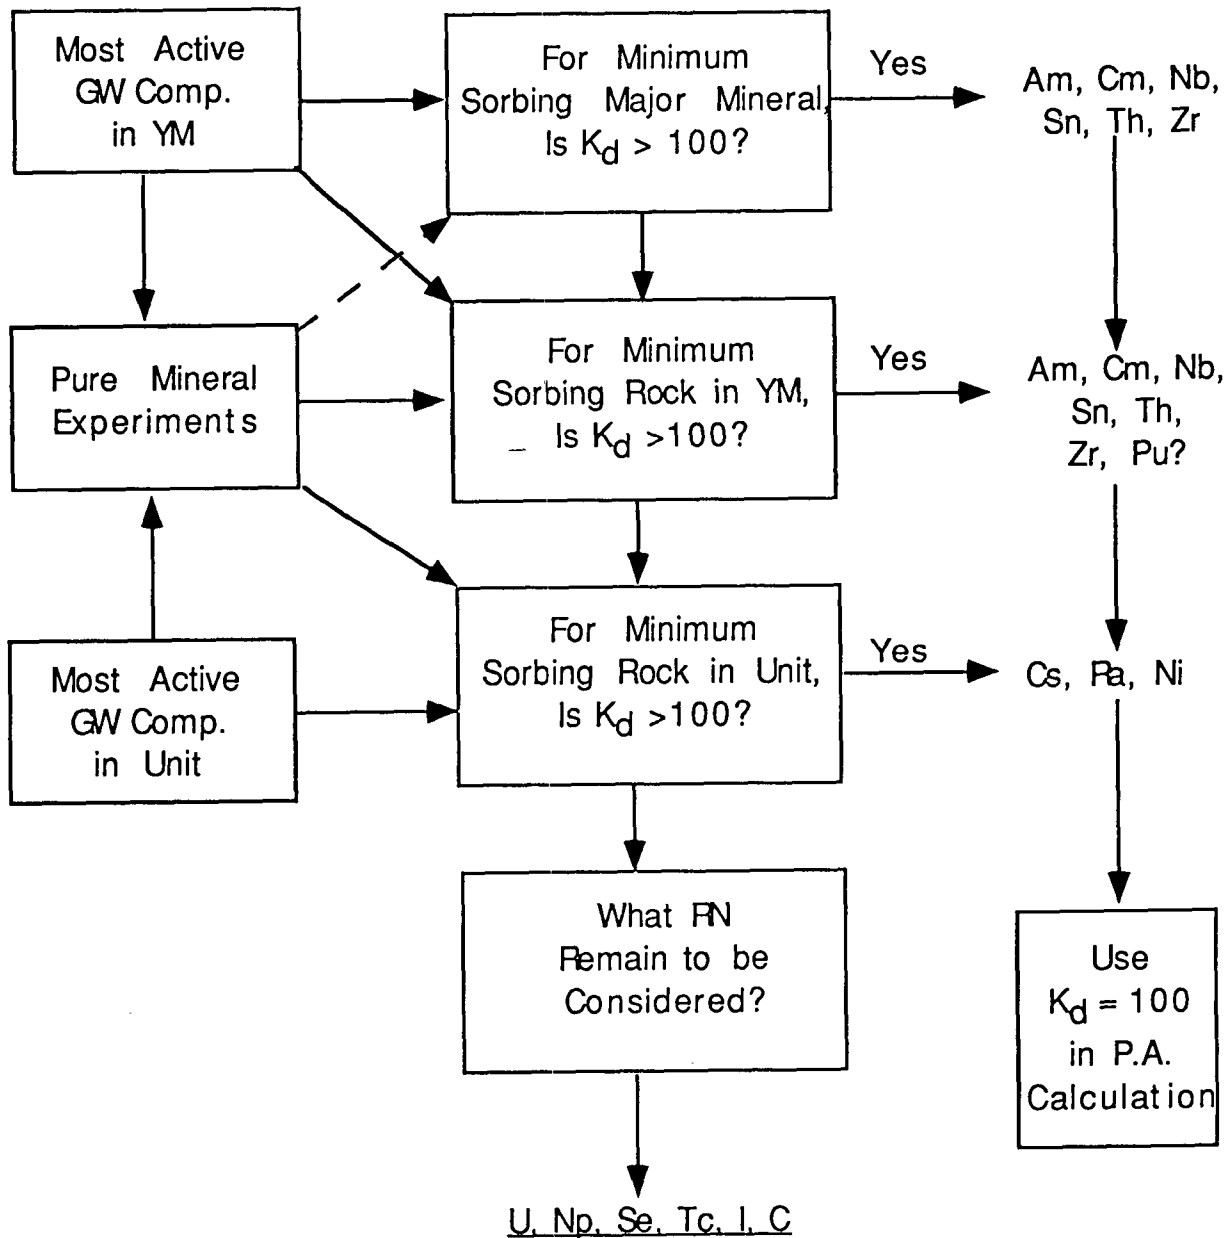 Most Active
GW Comp.
in YM
For Minimum
Sorbing Major Mineral,
Is Kd > 100?
Yes
Am, Cm, Nb,
Sn, Th, Zr
Pure Mineral
Experiments
For Minimum
Sorbing Rock in YM,
Is Kd >100?
Yes
Am, Cm, Nb,
Sn, Th,
Zr, Pu?
Most Active
GW Comp.
in Unit
For Minimum
Sorbing Rock in Unit,
Is Kd >100?
Yes
Cs, Ra, Ni
What RN
Remain to be
Considered?
Use
Kd = 100
in P.A.
Calculation
U, Np, Se, Tc, I, C